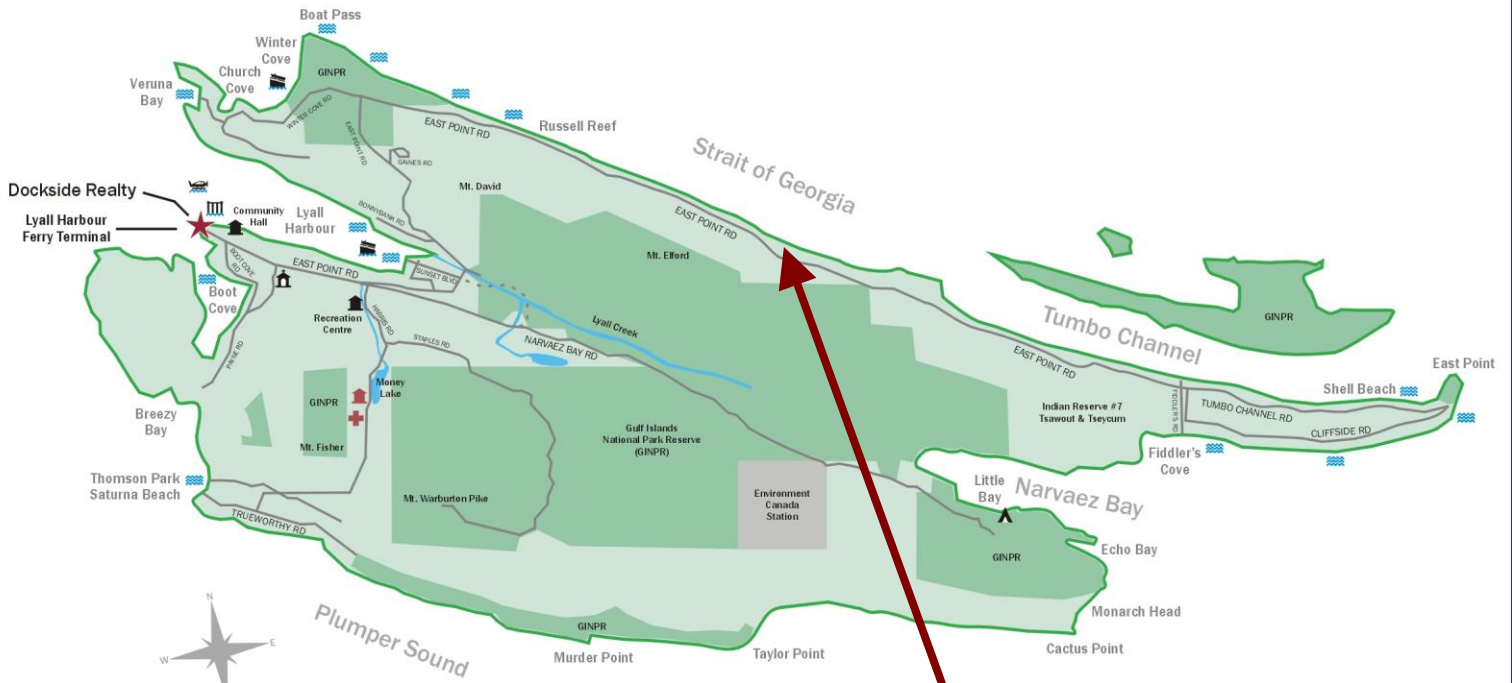 Boat Pass
Winter
Cove
Church
Cove
Veruna
Bay
GINPR
WINTER COVE RD
EAST POINT RD
EAST POINT RD
Russell Reef
GAINES RD
Strait of Georgia
Mt. David
Dockside Realty
Lyall Harbour
Ferry Terminal
Community
Hall
Lyall
Harbour
BONNYBANK RD
EAST POINT RD
Mt. Elford
BOOT COVE
RD
EAST POINT RD
SUNSET BLVD
Boot
Cove
Recreation
Centre
HARRIS RD
STAPLES RD
Lyall Creek
NARVAEZ BAY RD
Tumbo Channel
GINPR
EAST POINT RD
PAYNE RD
Money
Lake
GINPR
Mt. Fisher
Breezy
Bay
East Point
Shell Beach
Indian Reserve #7
Tsawout & Tseycum
FIDDLER'S RD
TUMBO CHANNEL RD
CLIFFSIDE RD
Gulf Islands
National Park Reserve
(GINPR)
Fiddler's
Cove
Thomson Park
Saturna Beach
TRUEWORTHY RD
Mt. Warburton Pike
Environment
Canada
Station
Little
Bay
Narvaez Bay
GINPR
Echo Bay
Monarch Head
Cactus Point
N
E
W
Plumper Sound
GINPR
Murder Point
Taylor Point